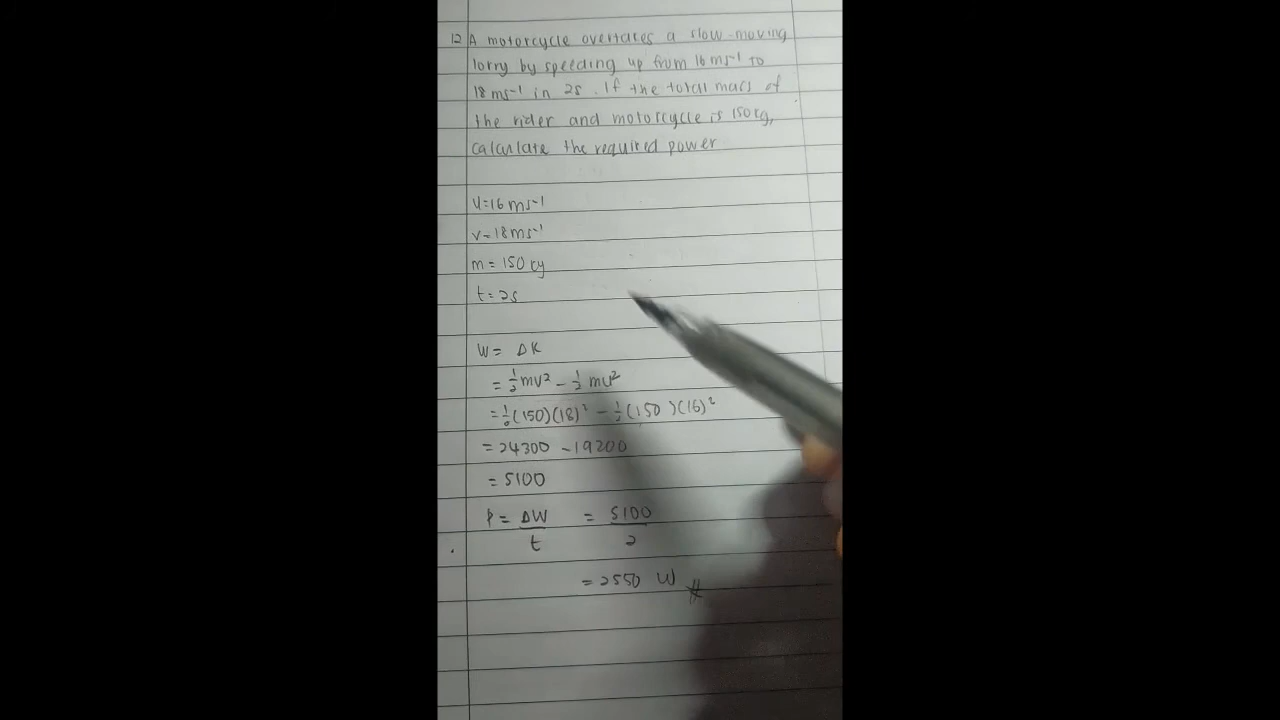 12 A motorcycle overtakes a slow-moving
lorry by speeding up from 16 ms⁻¹ to
18 ms⁻¹ in 2s. If the total mass of
the rider and motorcycle is 150kg,
calculate the required power
u=16 ms⁻¹
v=18 ms⁻¹
m = 150 kg
t = 2s
W = ΔK
= ½mv² - ½mu²
= ½(150)(18)² - ½(150)(16)²
= 24300 - 19200
= 5100
P = ΔW/t = 5100/2
= 2550 W